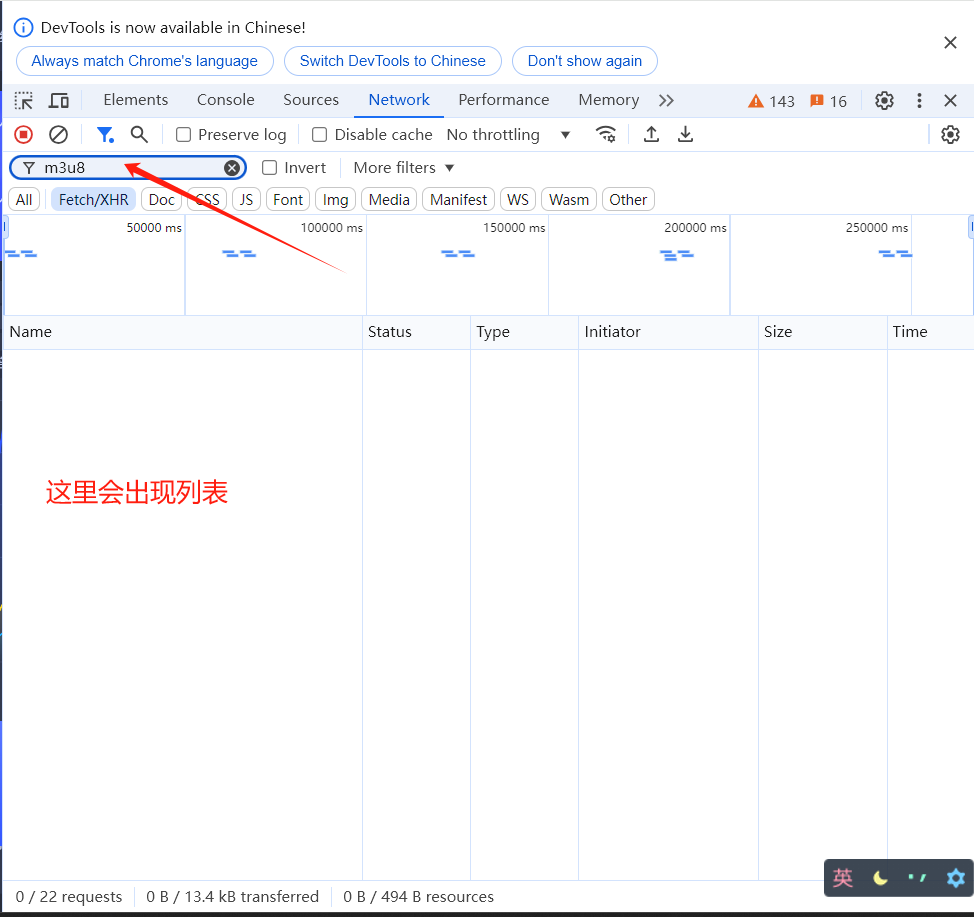 DevTools is now available in Chinese!
Always match Chrome's language Switch DevTools to Chinese Don't show again
Elements Console Sources Network Performance Memory 143 16
Preserve log Disable cache No throttling
m3u8 Invert More filters
All Fetch/XHR Doc CSS JS Font Img Media Manifest WS Wasm Other
50000 ms 100000 ms 150000 ms 200000 ms 250000 ms
Name Status Type Initiator Size Time
这里会出现列表
英
0 / 22 requests 0 B / 13.4 kB transferred 0 B / 494 B resources